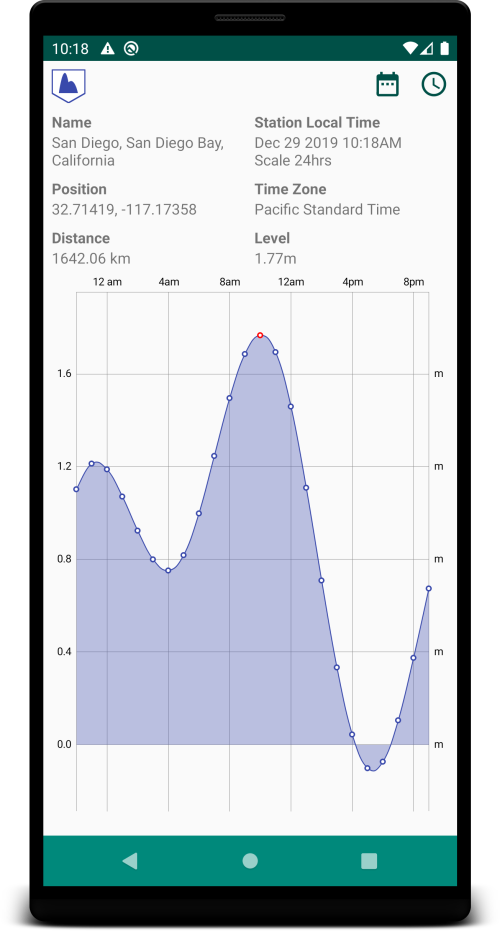 10:18
Name
San Diego, San Diego Bay,
California
Station Local Time
Dec 29 2019 10:18AM
Scale 24hrs
Position
32.71419, -117.17358
Time Zone
Pacific Standard Time
Distance
1642.06 km
Level
1.77m
12 am 4am 8am 12am 4pm 8pm
1.6 m
1.2 m
0.8 m
0.4 m
0.0 m